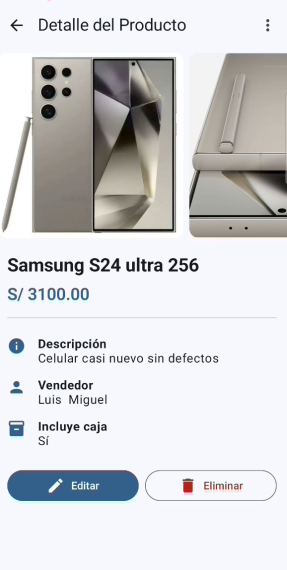 Detalle del Producto
Samsung S24 ultra 256
S/ 3100.00
Descripción
Celular casi nuevo sin defectos
Vendedor
Luis  Miguel
Incluye caja
Sí
Editar
Eliminar